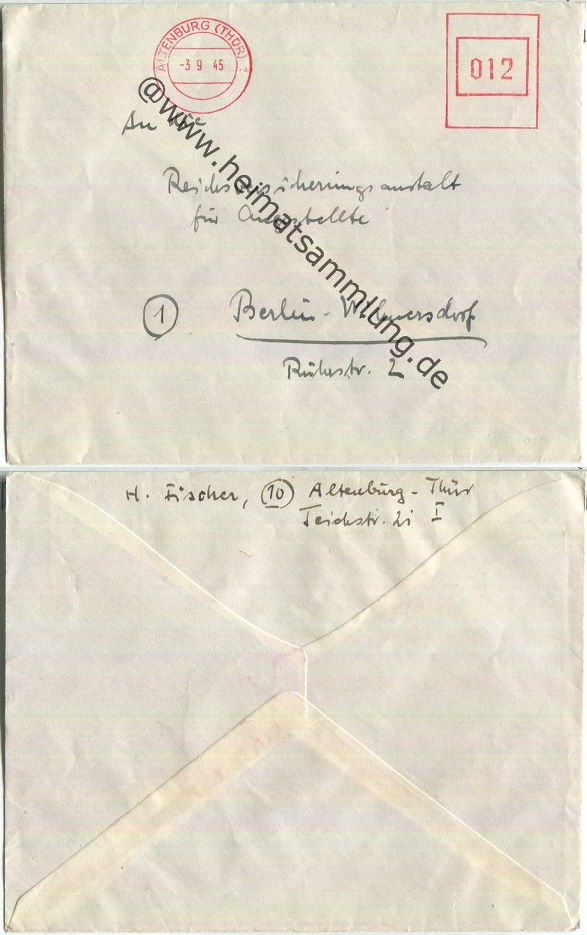 ALTENBURG (THÜR)
-3 9 45
012
@www.heimatsammlung.de
An die
Reichsversicherungsanstalt
für Angestellte
1 Berlin-Wilmersdorf
Ruhrstr. 2
H. Fischer, (10) Altenburg-Thür
Teichstr. I